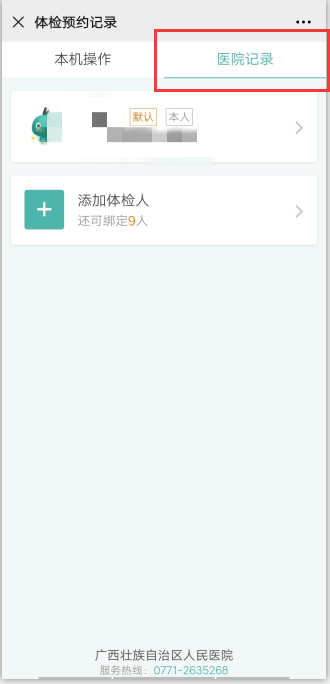 体检预约记录
本机操作
医院记录
默认 本人
添加体检人
还可绑定9人
广西壮族自治区人民医院
服务热线：0771-2635268